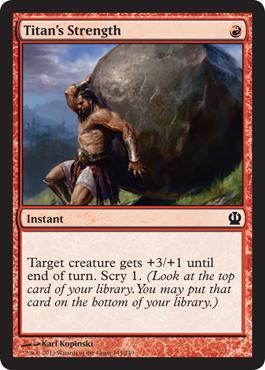 Titan's Strength
Instant
Target creature gets +3/+1 until
end of turn. Scry 1. (Look at the top
card of your library. You may put that
card on the bottom of your library.)
Karl Kopinski